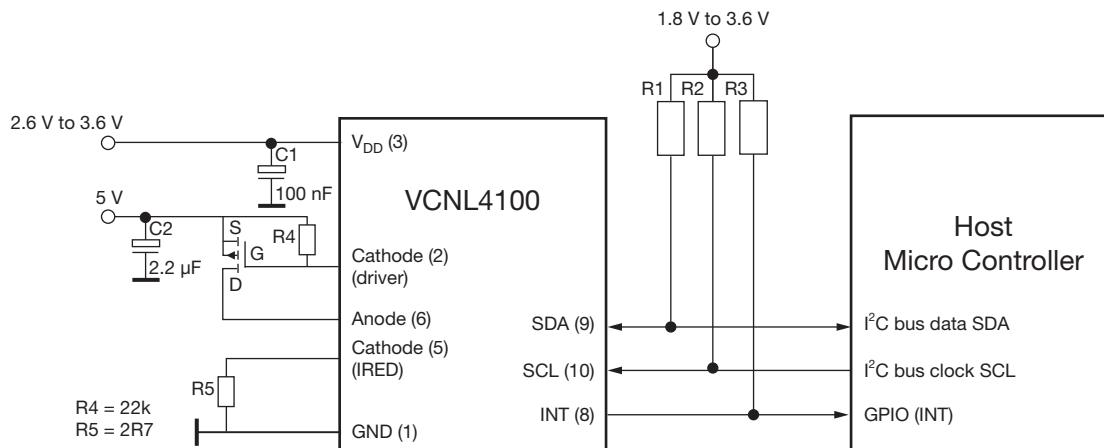 1.8 V to 3.6 V
R1 R2 R3
2.6 V to 3.6 V
C1
100 nF
V_DD (3)
VCNL4100
5 V
C2
2.2 µF
S
G
D
R4
Cathode (2)
(driver)
Anode (6)
Cathode (5)
(IRED)
R5
R4 = 22k
R5 = 2R7
GND (1)
SDA (9)
SCL (10)
INT (8)
Host
Micro Controller
I²C bus data SDA
I²C bus clock SCL
GPIO (INT)